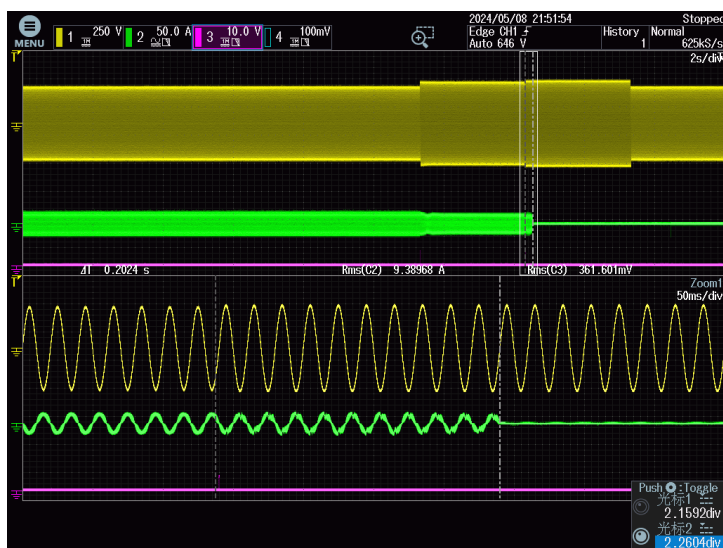 2024/05/08 21:51:54 Stopped
MENU
1 250 V
2 50.0 A
3 10.0 V
4 100mV
Edge CH1
Auto 646 V
History
1
Normal
625kS/s
2s/div
ΔT 0.2024 s
Rms(C2) 9.38968 A
Rms(C3) 361.601mV
Zoom1
50ms/div
Push :Toggle
光标1
2.1592div
光标2
2.2604div